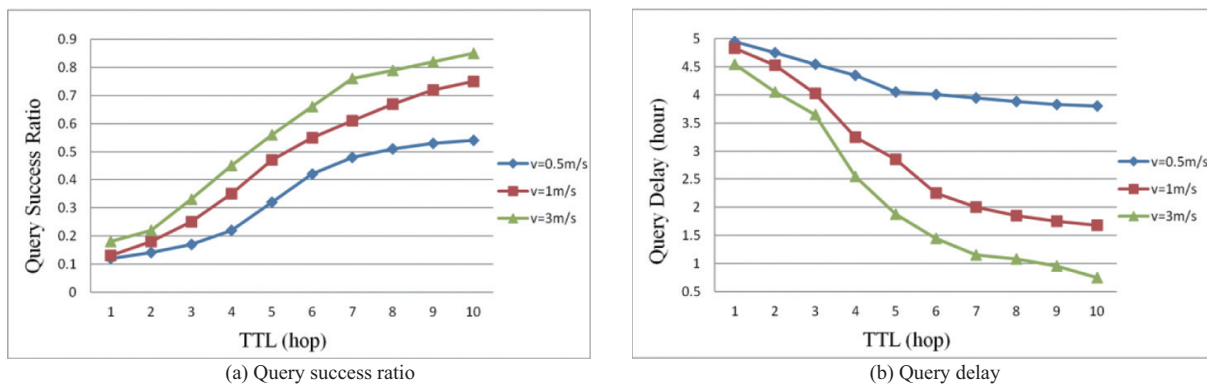 0.9
0.8
0.7
0.6
0.5
0.4
0.3
0.2
0.1
0
Query Success Ratio
1 2 3 4 5 6 7 8 9 10
TTL (hop)
v=0.5m/s
v=1m/s
v=3m/s
(a) Query success ratio
5
4.5
4
3.5
3
2.5
2
1.5
1
0.5
Query Delay (hour)
1 2 3 4 5 6 7 8 9 10
TTL (hop)
v=0.5m/s
v=1m/s
v=3m/s
(b) Query delay